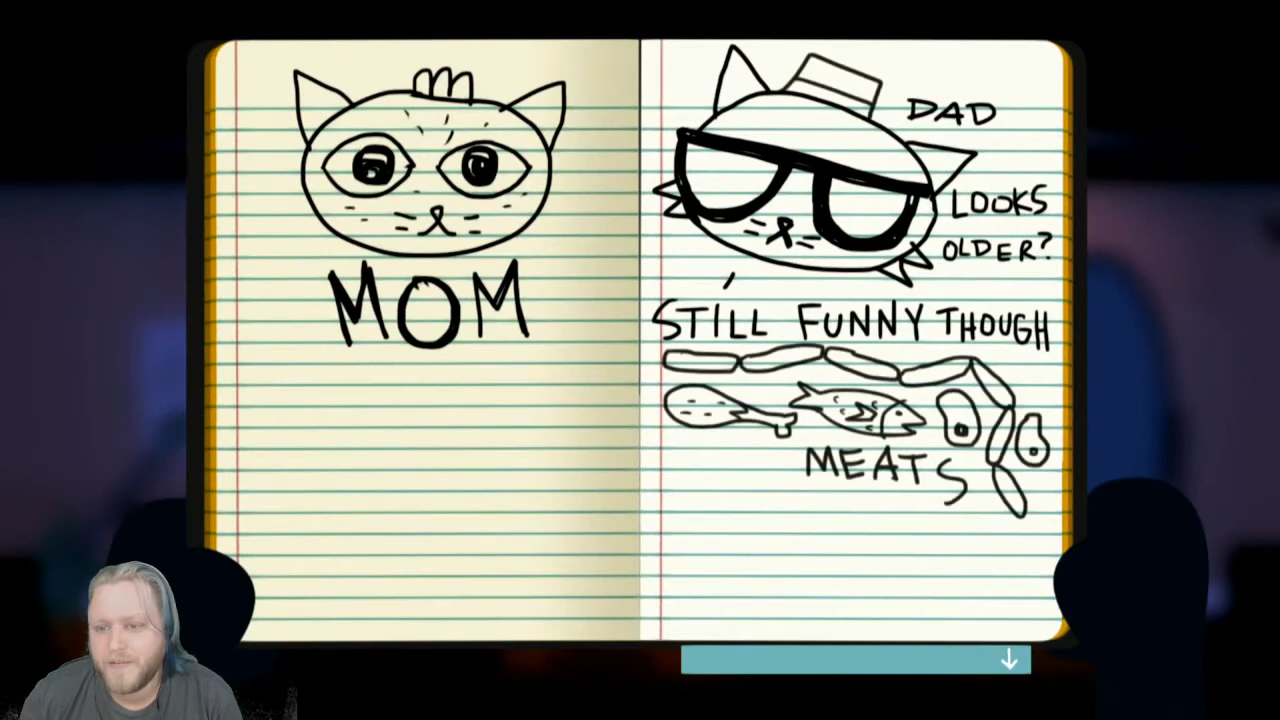 MOM
DAD
LOOKS
OLDER?
STILL FUNNY THOUGH
MEATS